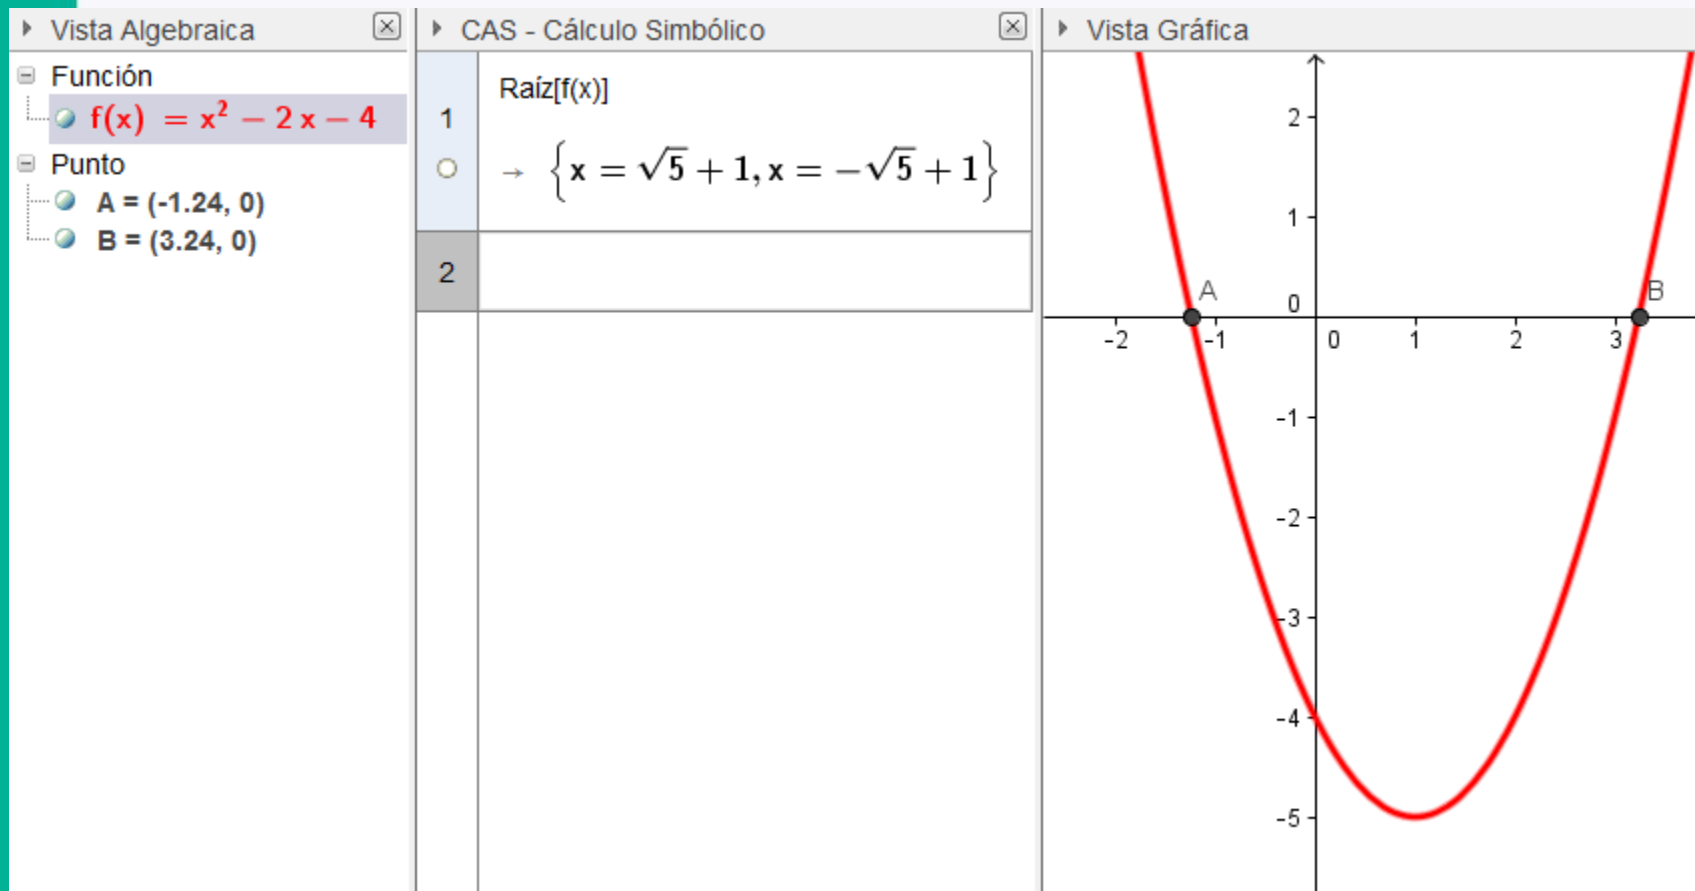 Vista Algebraica
Función
f(x) = x² − 2 x − 4
Punto
A = (-1.24, 0)
B = (3.24, 0)
CAS - Cálculo Simbólico
1
Raíz[f(x)]
→ {x = √5 + 1, x = −√5 + 1}
2
Vista Gráfica
2
1
0
A
B
-2 -1 0 1 2 3
-1
-2
-3
-4
-5